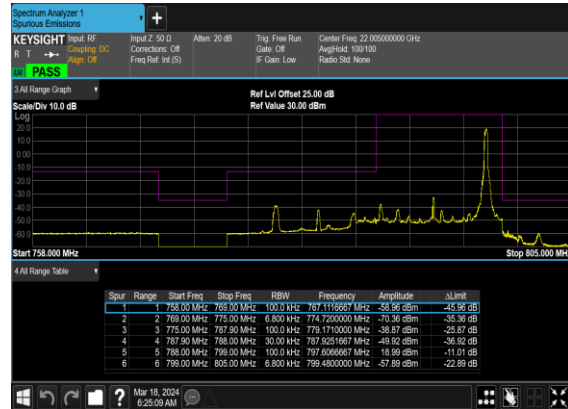 Spectrum Analyzer 1
Spurious Emissions
KEYSIGHT Input: RF Input Z: 50 Ω Atten: 20 dB Trig: Free Run Center Freq: 22.005000000 GHz
R T Coupling: DC Corrections: Off Gate: Off Avg|Hold: 100/100
Align: Off Freq Ref: Int (S) IF Gain: Low Radio Std: None
PASS
3 All Range Graph Ref Lvl Offset 25.00 dB
Scale/Div 10.0 dB Ref Value 30.00 dBm
Log
20.0
10.0
0.00
-10.0
-20.0
-30.0
-40.0
-50.0
-60.0
Start 758.000 MHz Stop 805.000 MHz
4 All Range Table
Spur Range Start Freq Stop Freq RBW Frequency Amplitude ΔLimit
1 1 758.00 MHz 769.00 MHz 100.0 kHz 767.1116667 MHz -58.96 dBm -45.96 dB
2 2 769.00 MHz 775.00 MHz 6.800 kHz 774.7200000 MHz -70.36 dBm -35.36 dB
3 3 775.00 MHz 787.90 MHz 100.0 kHz 779.1710000 MHz -38.87 dBm -25.87 dB
4 4 787.90 MHz 788.00 MHz 30.00 kHz 787.9251667 MHz -49.92 dBm -36.92 dB
5 5 788.00 MHz 799.00 MHz 100.0 kHz 797.6066667 MHz 18.99 dBm -11.01 dB
6 6 799.00 MHz 805.00 MHz 6.800 kHz 799.4800000 MHz -57.89 dBm -22.89 dB
Mar 18, 2024
6:25:09 AM